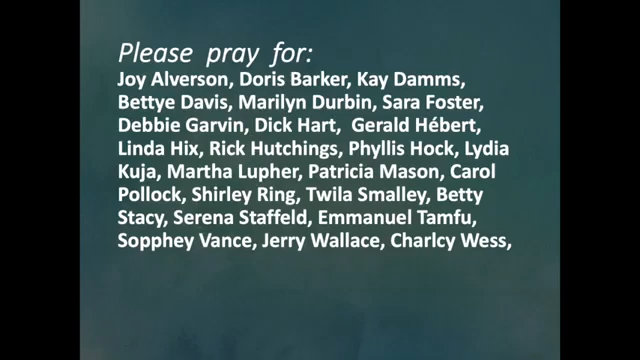 Please pray for:
Joy Alverson, Doris Barker, Kay Damms,
Bettye Davis, Marilyn Durbin, Sara Foster,
Debbie Garvin, Dick Hart, Gerald Hébert,
Linda Hix, Rick Hutchings, Phyllis Hock, Lydia
Kuja, Martha Lupher, Patricia Mason, Carol
Pollock, Shirley Ring, Twila Smalley, Betty
Stacy, Serena Staffeld, Emmanuel Tamfu,
Sopphey Vance, Jerry Wallace, Charlcy Wess,